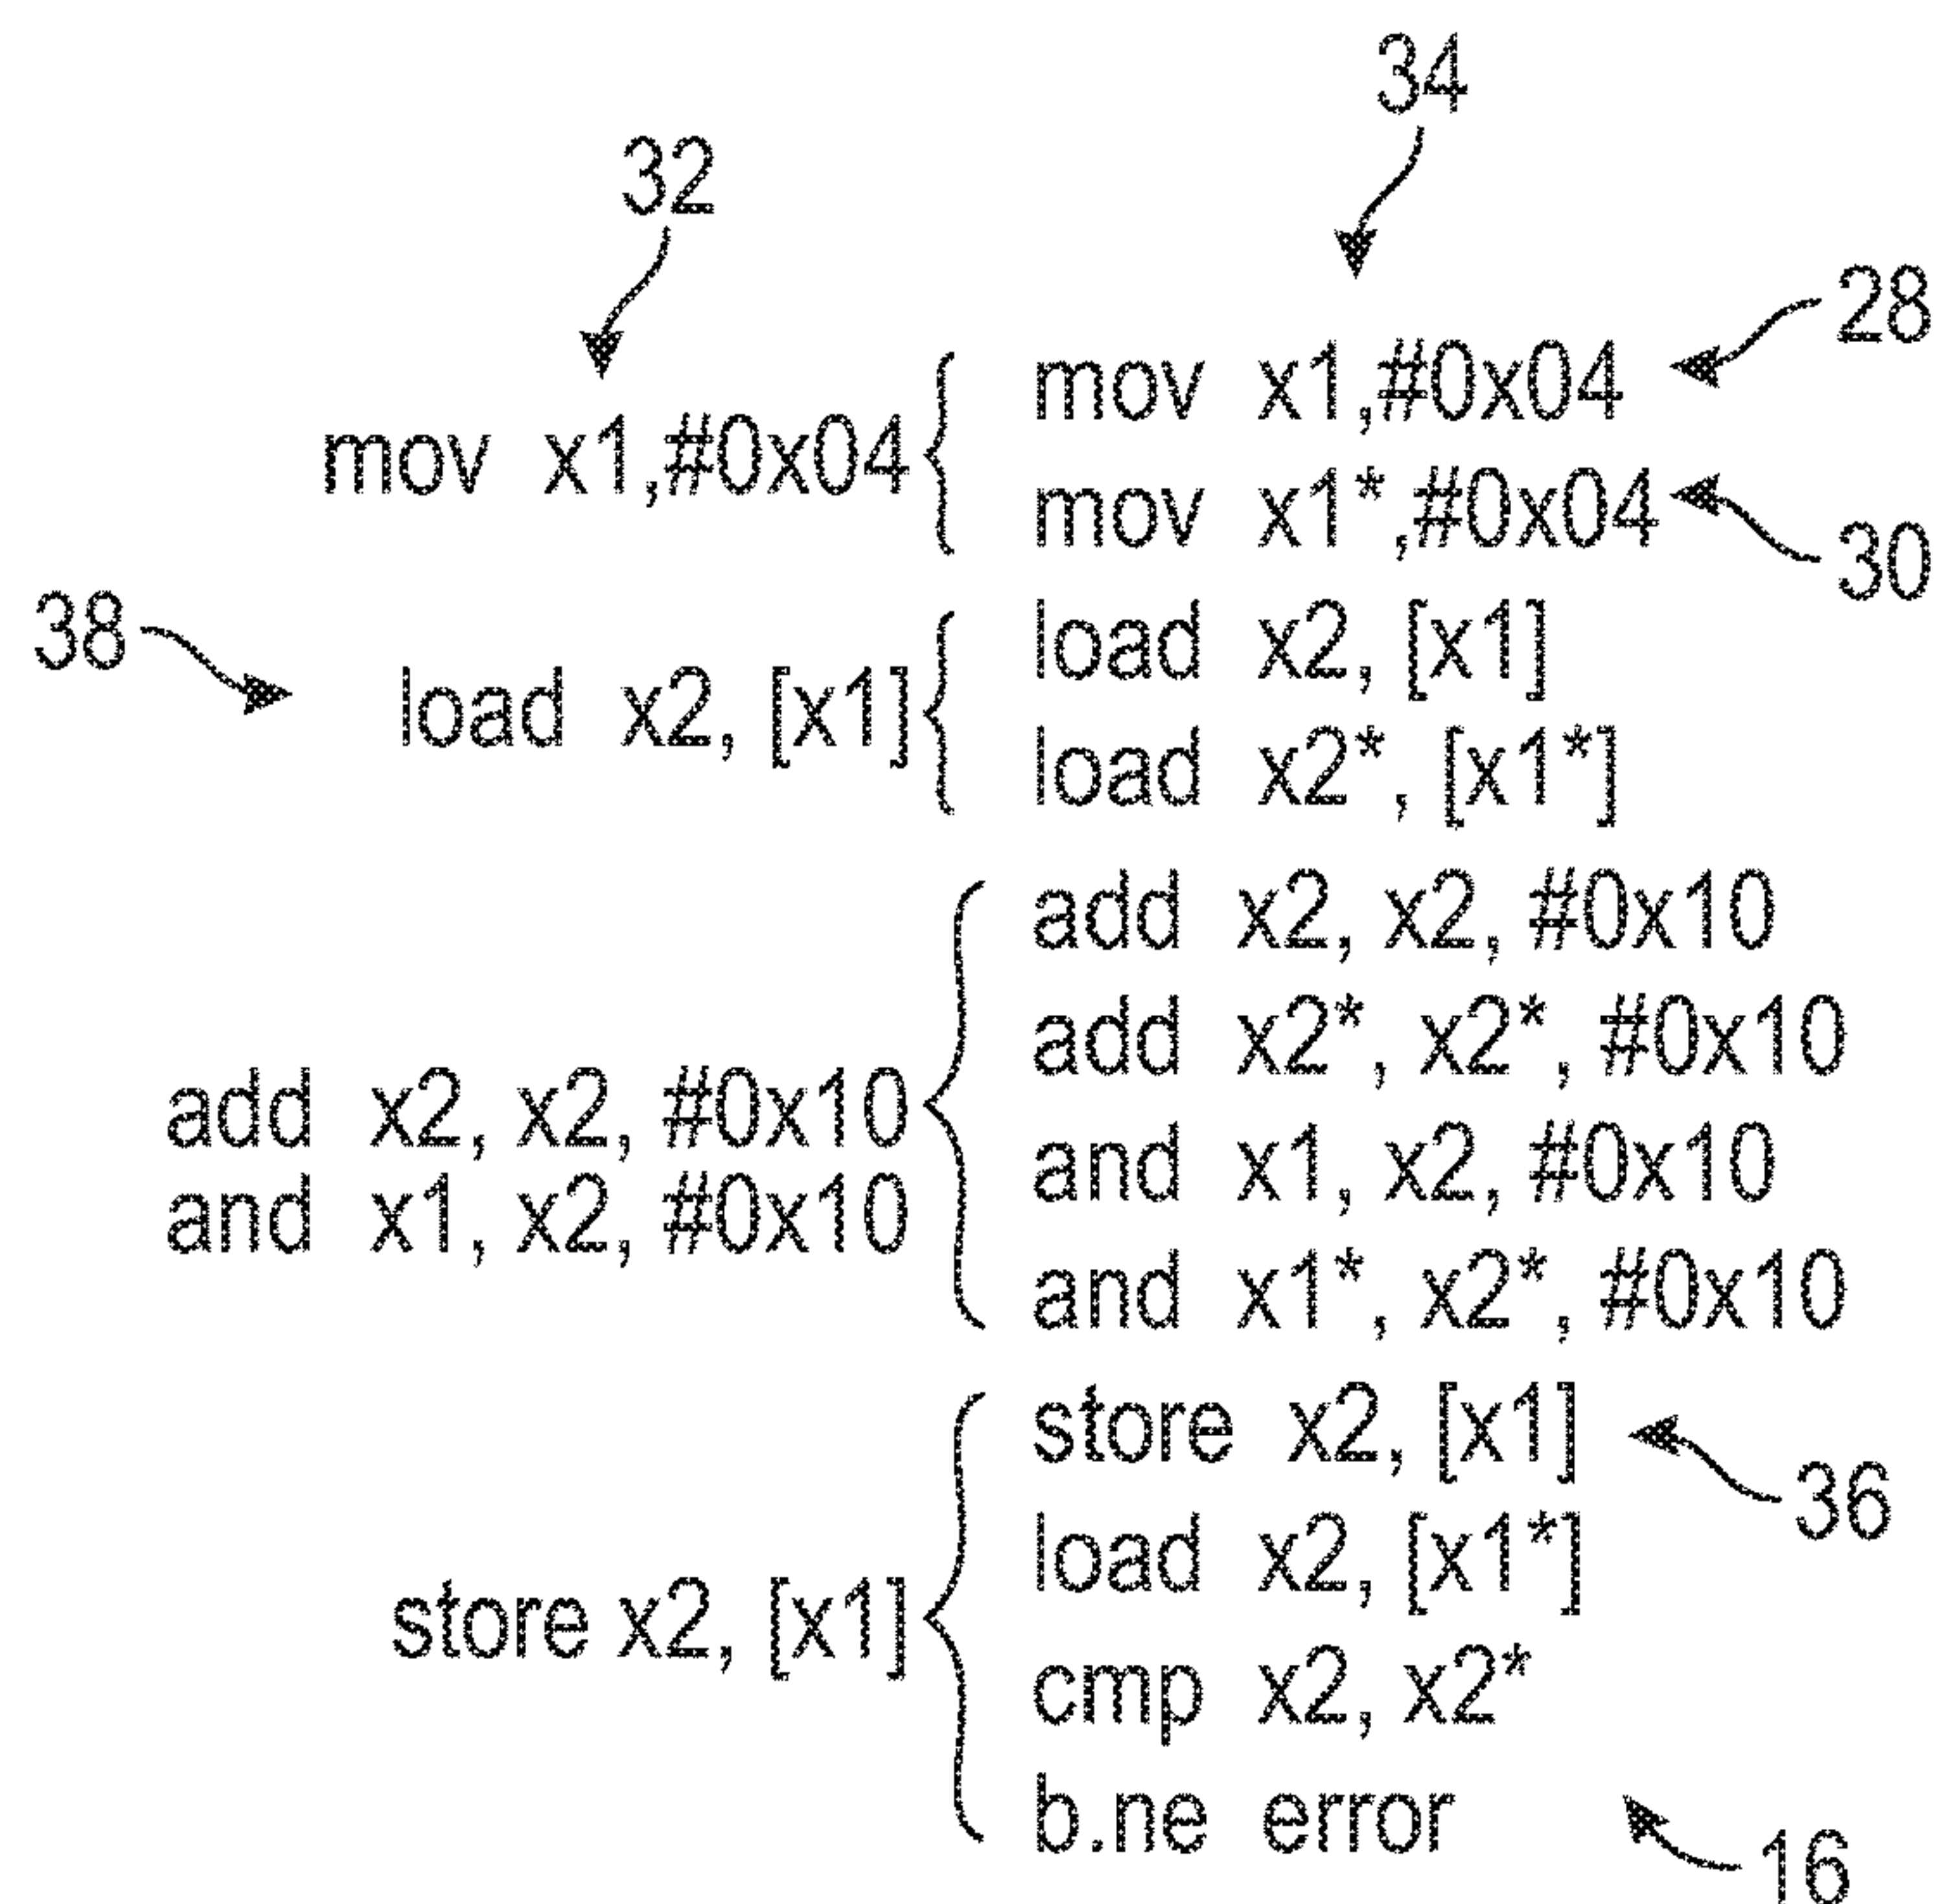 34
32
28
mov x1,#0x04
mov x1,#0x04
mov x1*,#0x04
30
38
load x2, [x1]
load x2, [x1]
load x2*, [x1*]
add x2, x2, #0x10
and x1, x2, #0x10
add x2, x2, #0x10
add x2*, x2*, #0x10
and x1, x2, #0x10
and x1*, x2*, #0x10
store x2, [x1]
store x2, [x1]
36
load x2, [x1*]
cmp x2, x2*
b.ne error
16